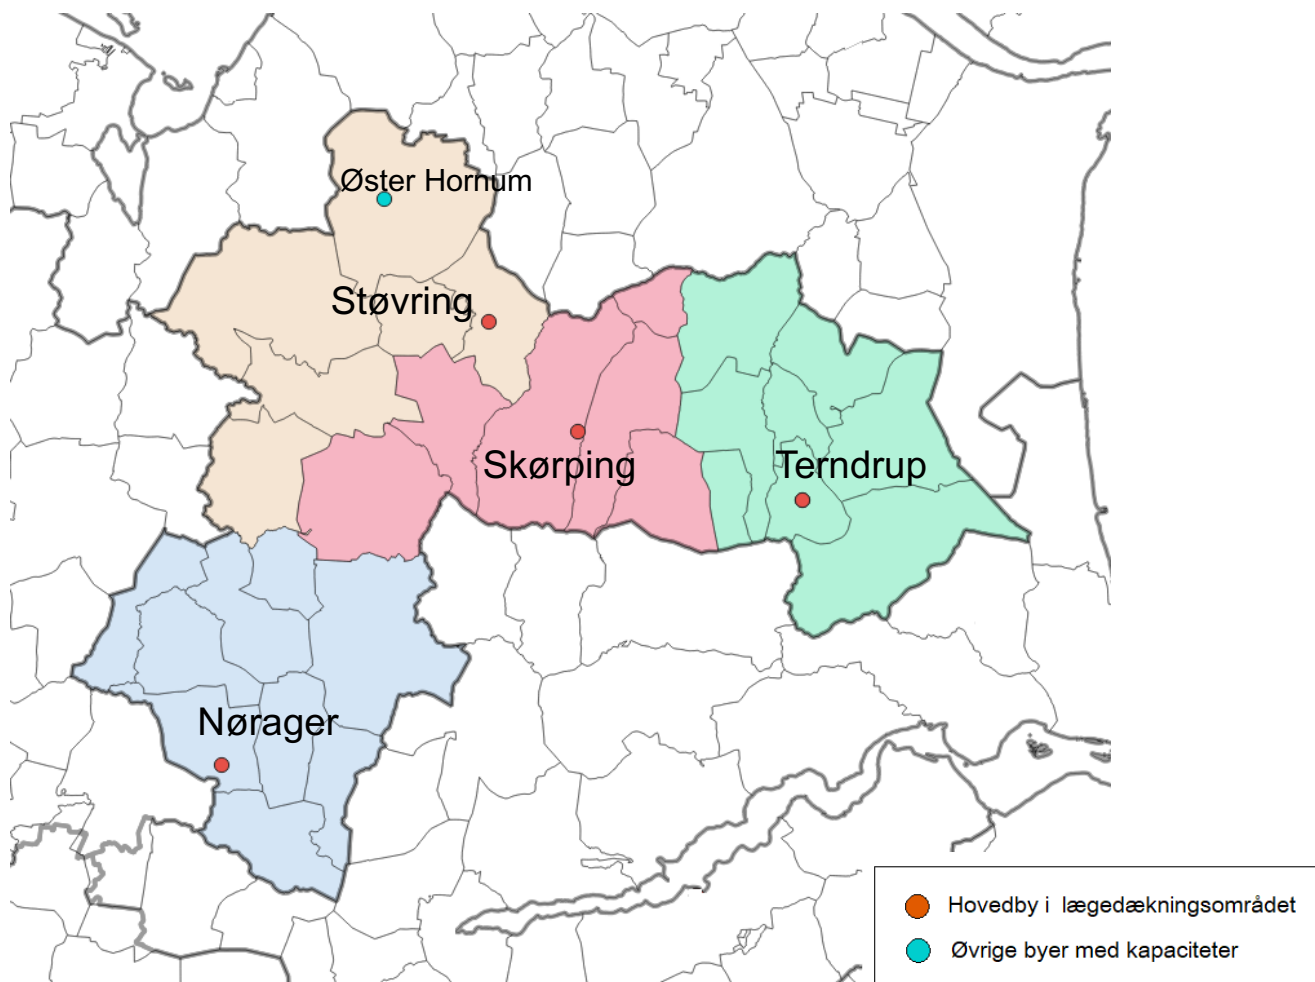 Øster Hornum
Støvring
Skørping
Terndrup
Nørager
Hovedby i lægedækningsområdet
Øvrige byer med kapaciteter